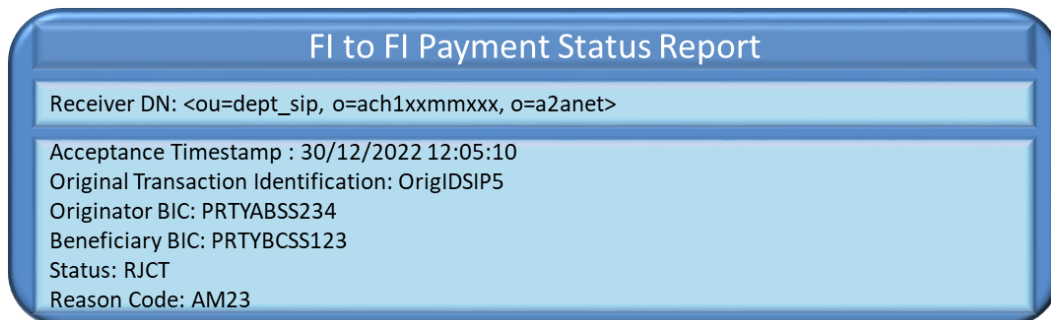 FI to FI Payment Status Report
Receiver DN: <ou=dept_sip, o=ach1xxmmxxx, o=a2anet>
Acceptance Timestamp : 30/12/2022 12:05:10
Original Transaction Identification: OrigIDSIP5
Originator BIC: PRTYABSS234
Beneficiary BIC: PRTYBCSS123
Status: RJCT
Reason Code: AM23